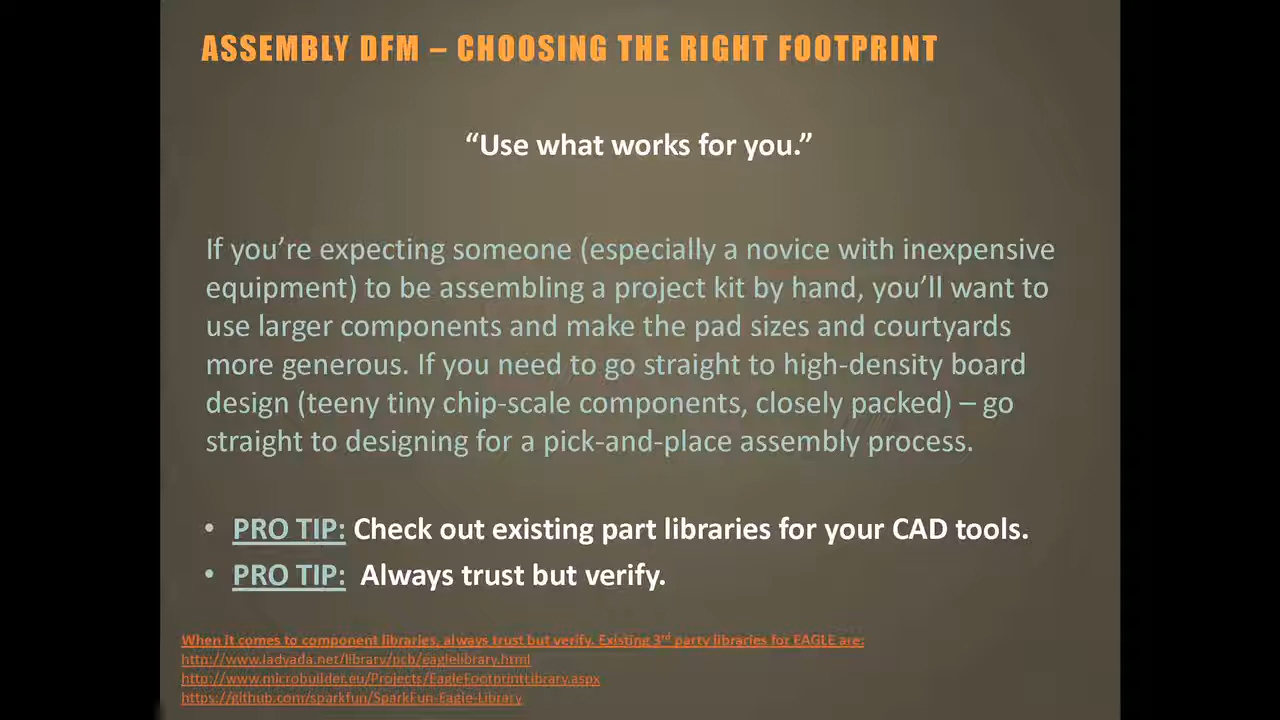 ASSEMBLY DFM – CHOOSING THE RIGHT FOOTPRINT
“Use what works for you.”
If you’re expecting someone (especially a novice with inexpensive
equipment) to be assembling a project kit by hand, you’ll want to
use larger components and make the pad sizes and courtyards
more generous. If you need to go straight to high-density board
design (teeny tiny chip-scale components, closely packed) – go
straight to designing for a pick-and-place assembly process.
• PRO TIP: Check out existing part libraries for your CAD tools.
• PRO TIP: Always trust but verify.
When it comes to component libraries, always trust but verify. Existing 3rd party libraries for EAGLE are:
http://www.ladyada.net/library/pcb/eaglelibrary.html
http://www.microbuilder.eu/Projects/EagleFootprintLibrary.aspx
https://github.com/sparkfun/SparkFun-Eagle-Library